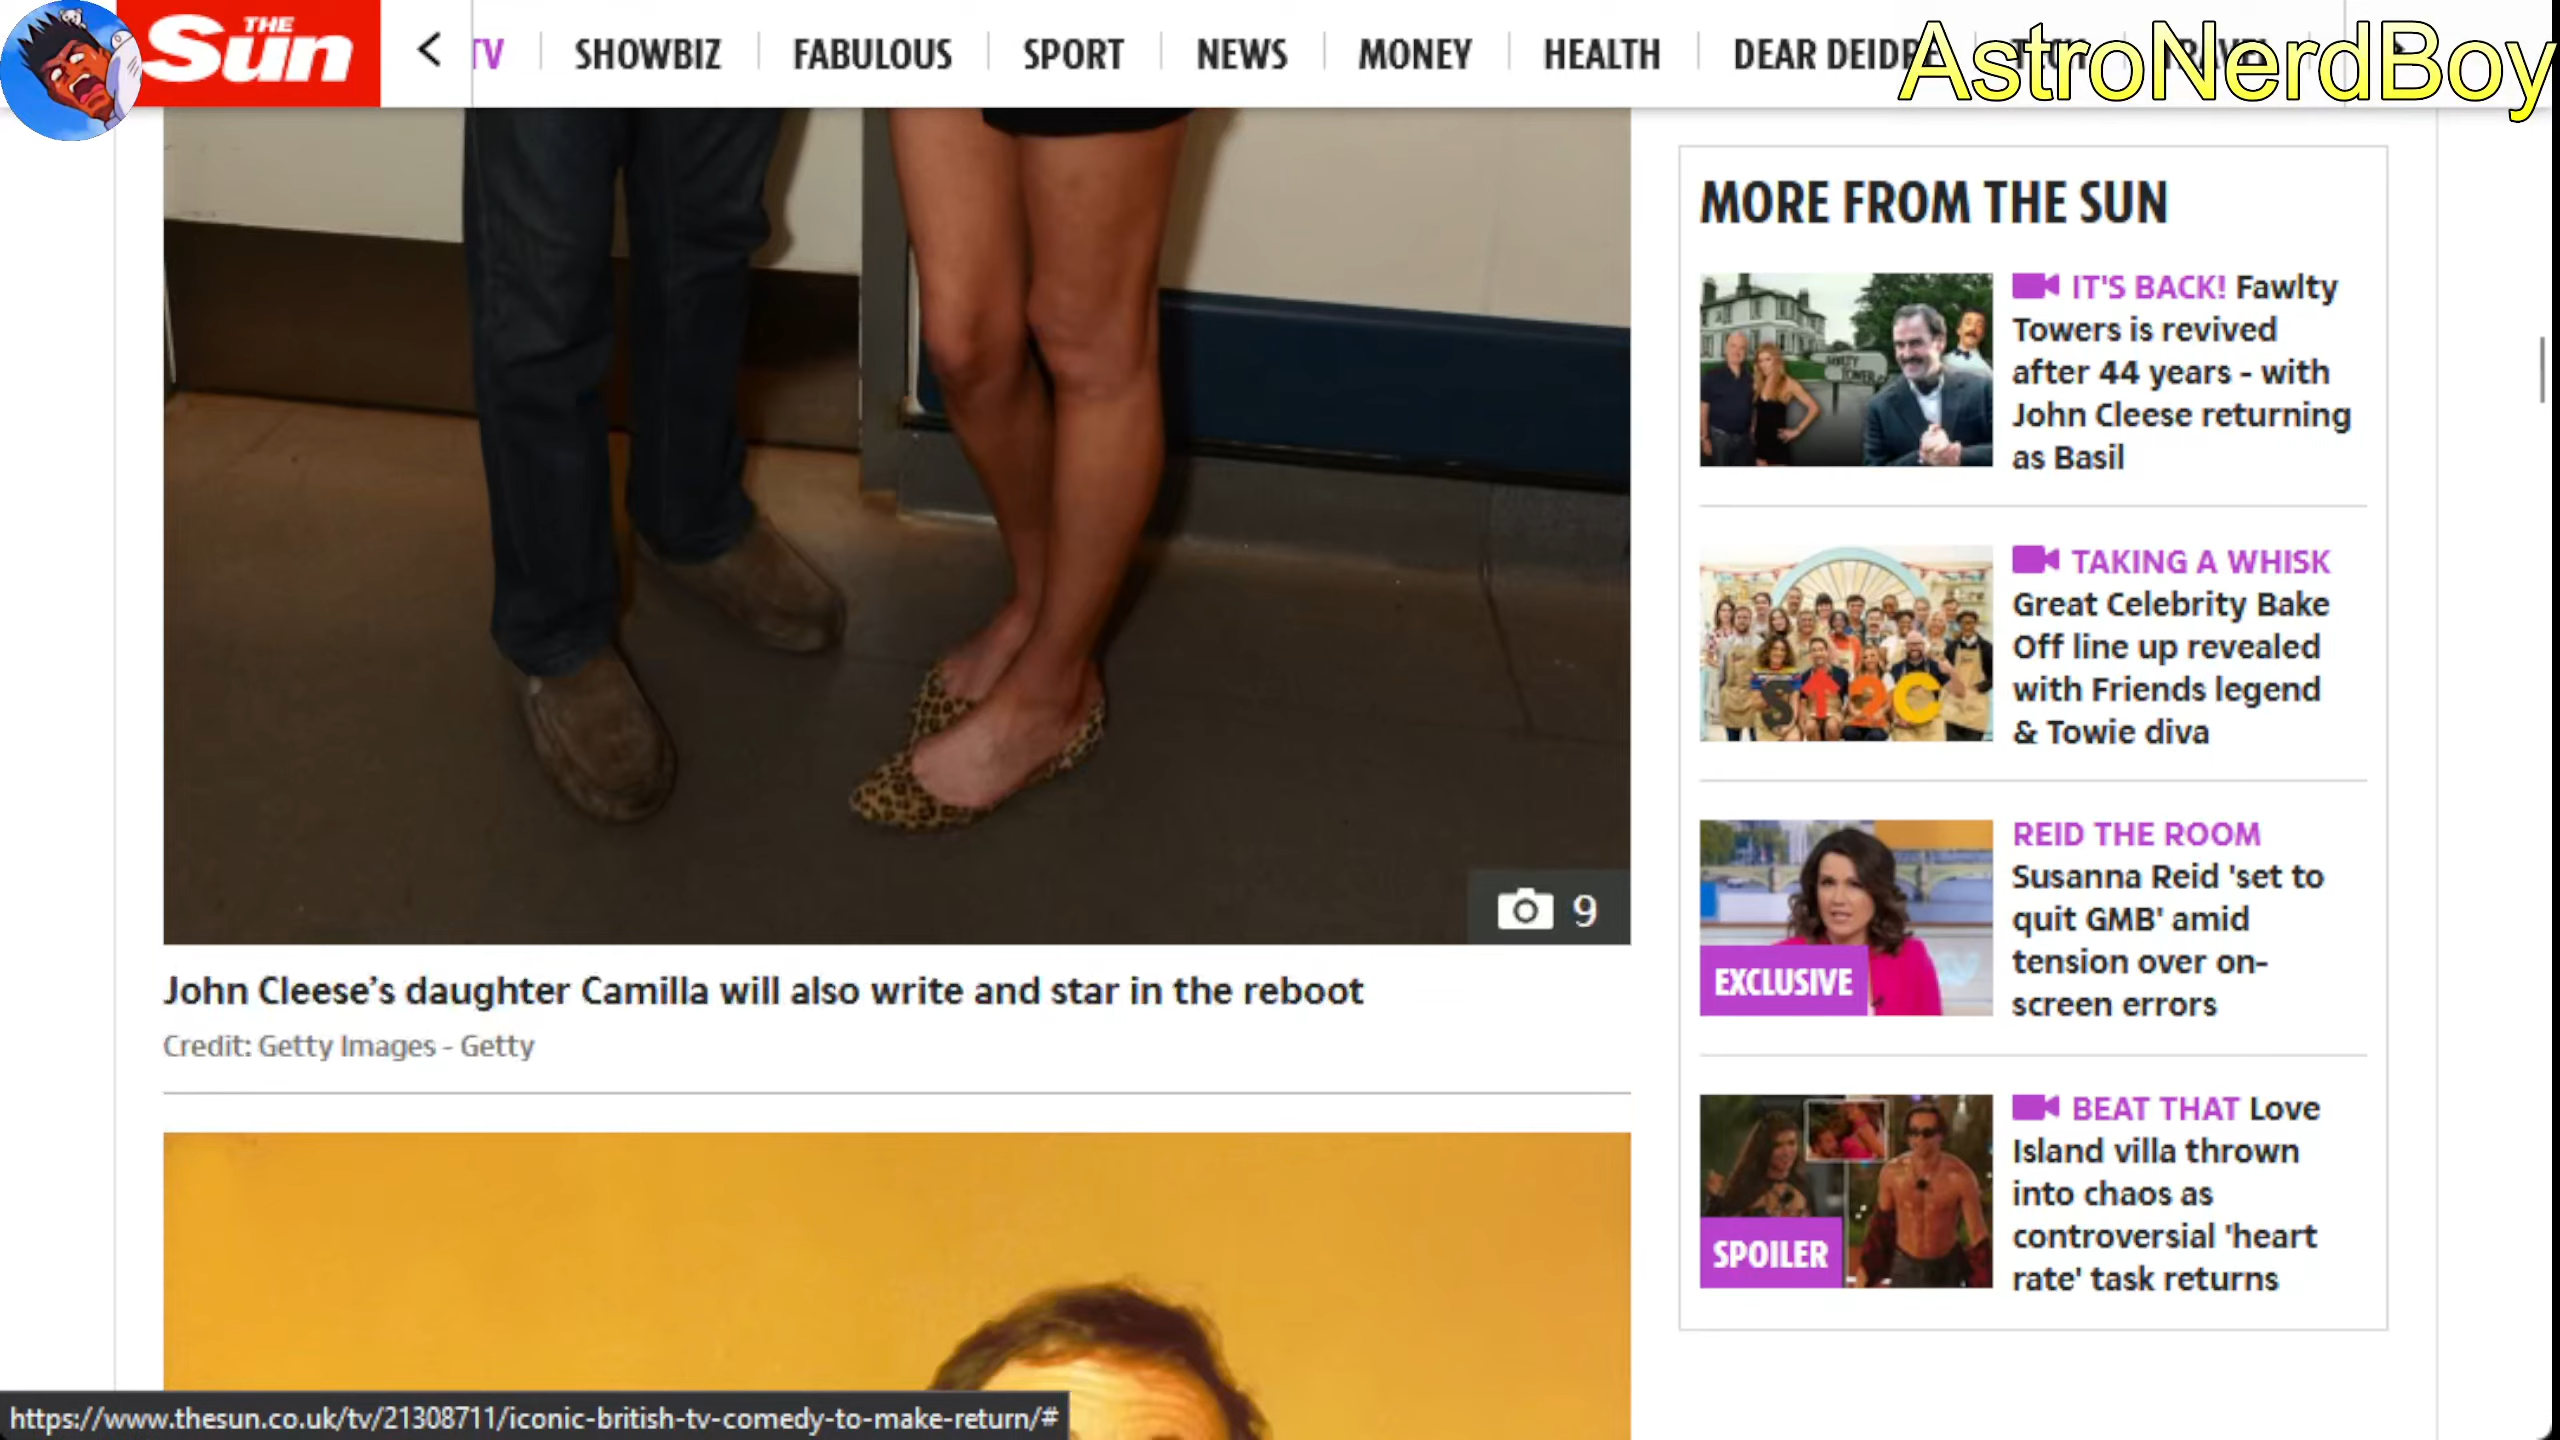 THE
Sun
TV
SHOWBIZ
FABULOUS
SPORT
NEWS
MONEY
HEALTH
DEAR DEIDR
AstroNerdBoy
MORE FROM THE SUN
IT'S BACK! Fawlty
Towers is revived
after 44 years - with
John Cleese returning
as Basil
TAKING A WHISK
Great Celebrity Bake
Off line up revealed
with Friends legend
& Towie diva
REID THE ROOM
Susanna Reid 'set to
quit GMB' amid
tension over on-
screen errors
EXCLUSIVE
BEAT THAT Love
Island villa thrown
into chaos as
controversial 'heart
rate' task returns
SPOILER
9
John Cleese’s daughter Camilla will also write and star in the reboot
Credit: Getty Images - Getty
https://www.thesun.co.uk/tv/21308711/iconic-british-tv-comedy-to-make-return/#